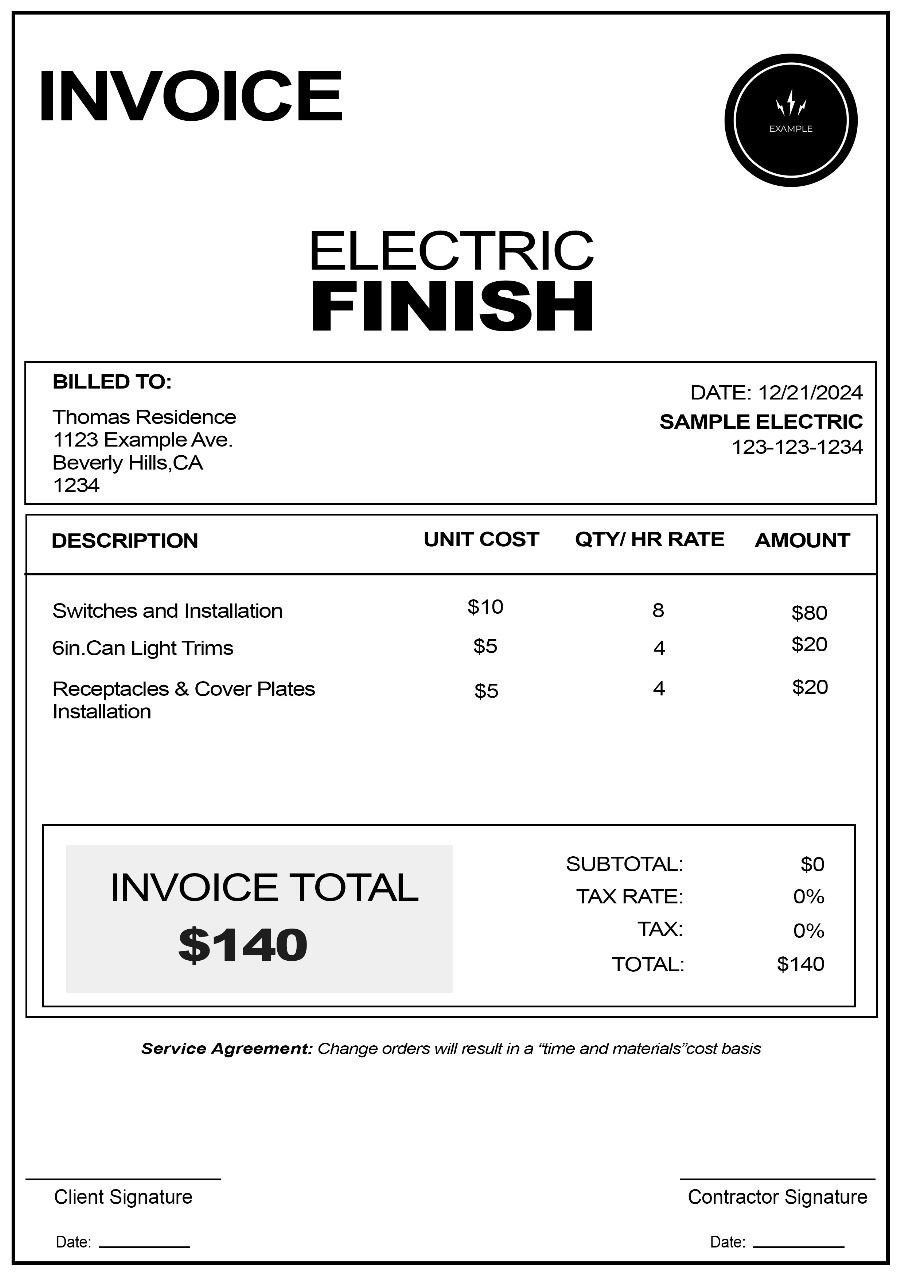 INVOICE
EXAMPLE
ELECTRIC
FINISH
BILLED TO:
Thomas Residence
1123 Example Ave.
Beverly Hills,CA
1234
DATE: 12/21/2024
SAMPLE ELECTRIC
123-123-1234
DESCRIPTION UNIT COST QTY/ HR RATE AMOUNT
Switches and Installation $10 8 $80
6in.Can Light Trims $5 4 $20
Receptacles & Cover Plates $5 4 $20
Installation
INVOICE TOTAL
$140
SUBTOTAL: $0
TAX RATE: 0%
TAX: 0%
TOTAL: $140
Service Agreement: Change orders will result in a “time and materials”cost basis
Client Signature
Date:
Contractor Signature
Date: